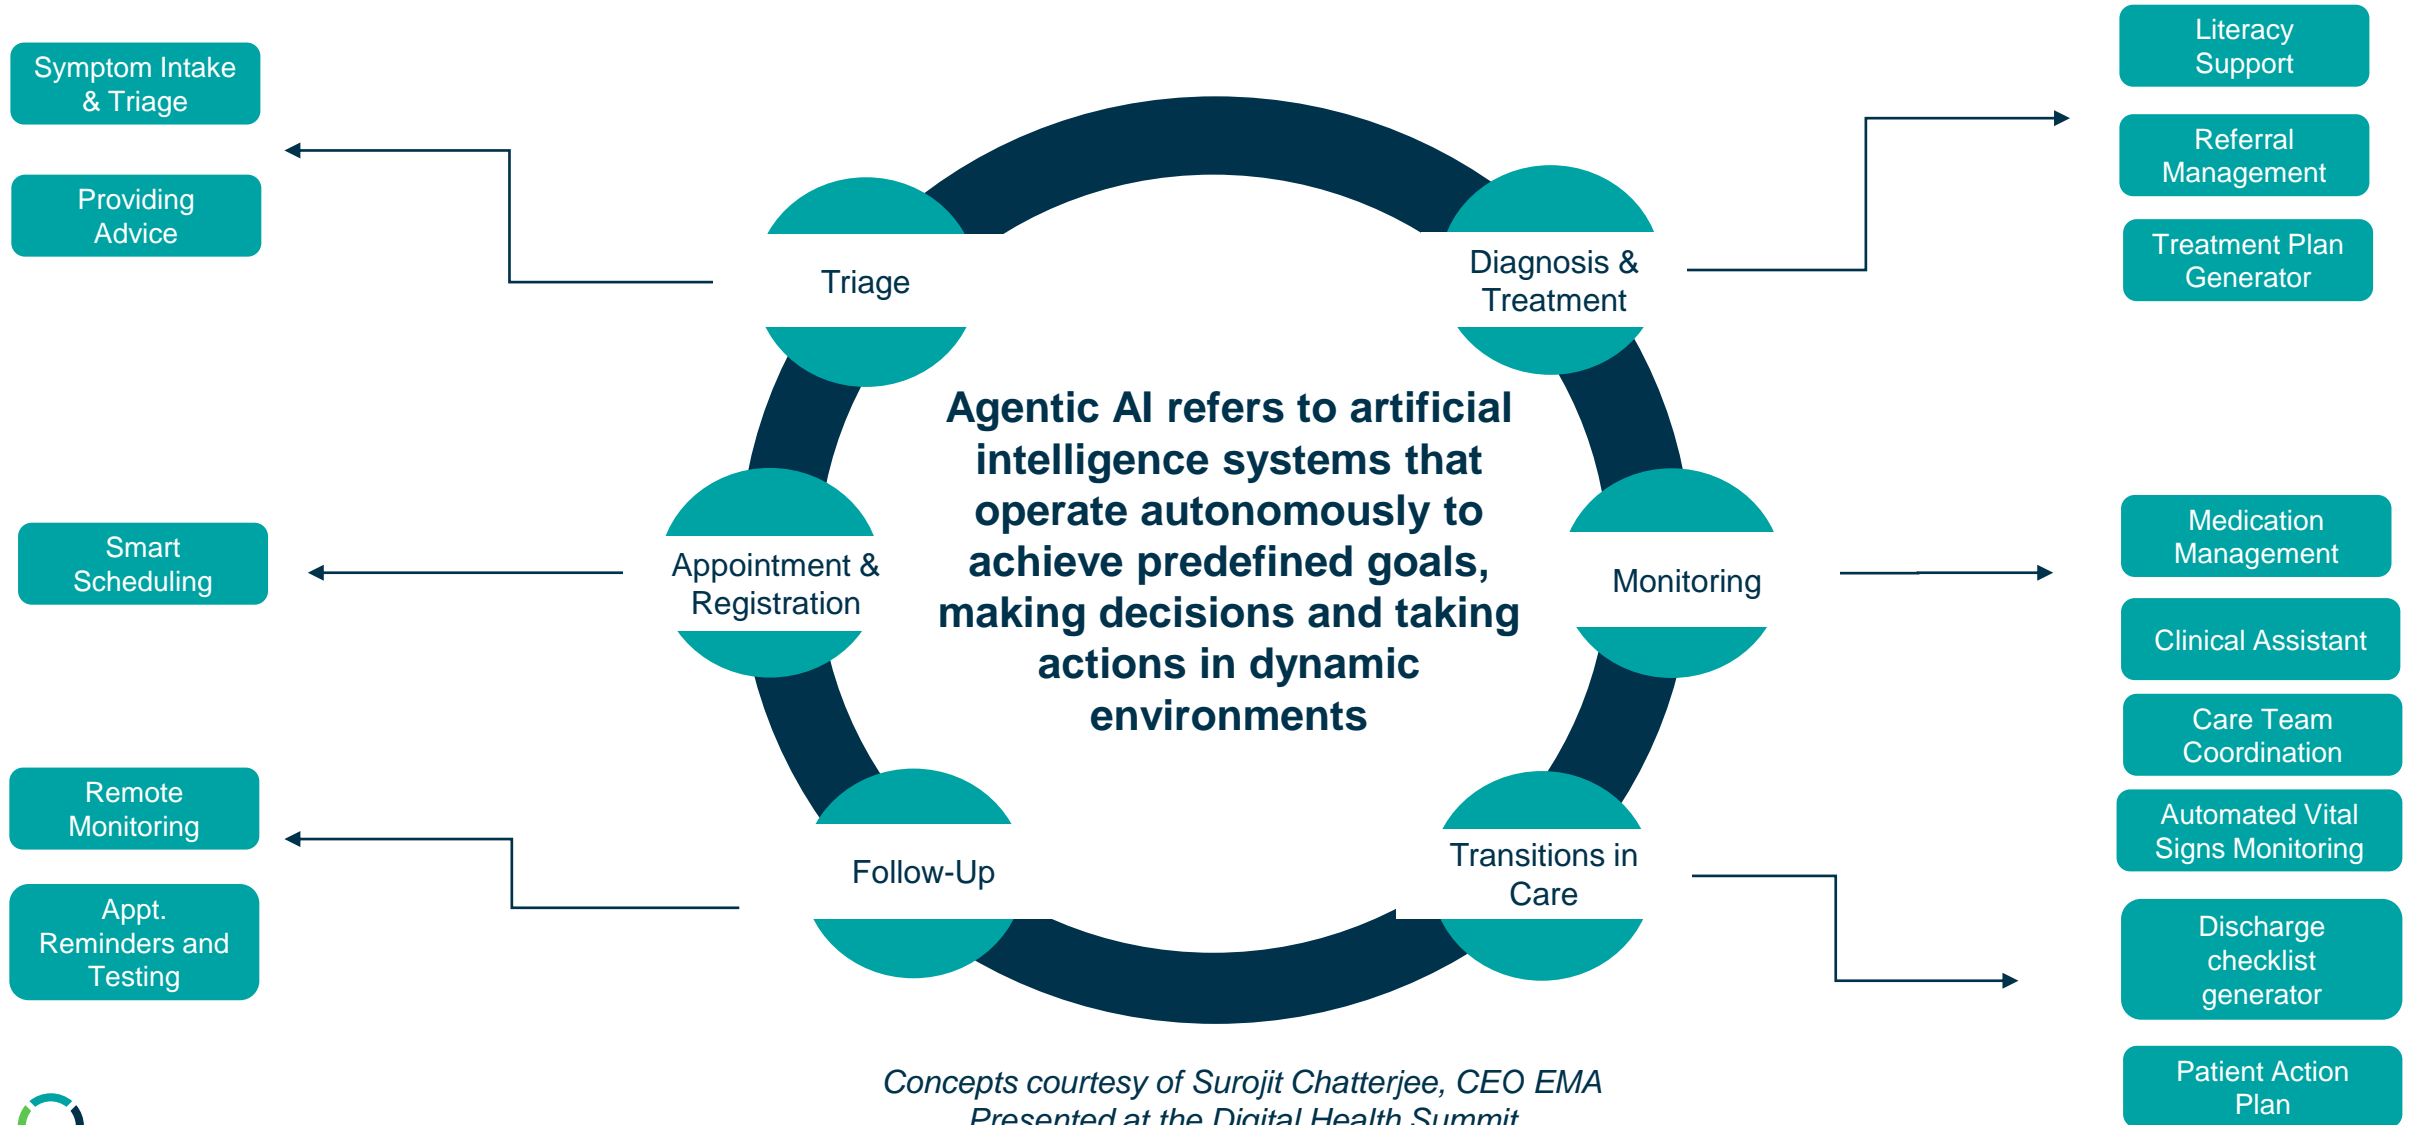 Symptom Intake
& Triage
Providing
Advice
Smart
Scheduling
Remote
Monitoring
Appt.
Reminders and
Testing
Triage
Appointment &
Registration
Follow-Up
Agentic AI refers to artificial
intelligence systems that
operate autonomously to
achieve predefined goals,
making decisions and taking
actions in dynamic
environments
Diagnosis &
Treatment
Monitoring
Transitions in
Care
Literacy
Support
Referral
Management
Treatment Plan
Generator
Medication
Management
Clinical Assistant
Care Team
Coordination
Automated Vital
Signs Monitoring
Discharge
checklist
generator
Patient Action
Plan
Concepts courtesy of Surojit Chatterjee, CEO EMA
Presented at the Digital Health Summit